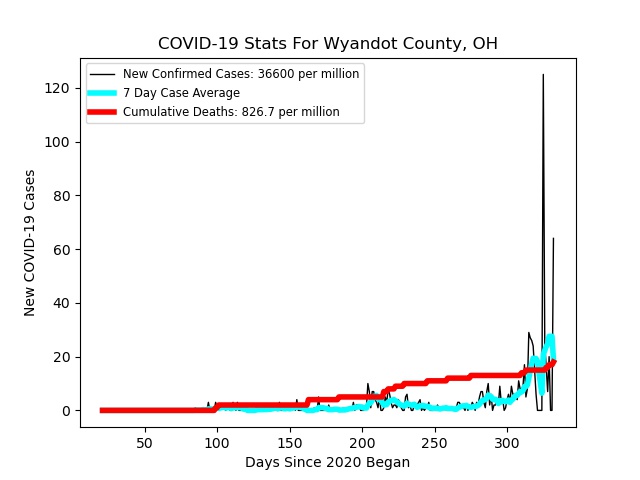 COVID-19 Stats For Wyandot County, OH
New Confirmed Cases: 36600 per million
7 Day Case Average
Cumulative Deaths: 826.7 per million
120
100
80
60
40
20
0
New COVID-19 Cases
50 100 150 200 250 300
Days Since 2020 Began